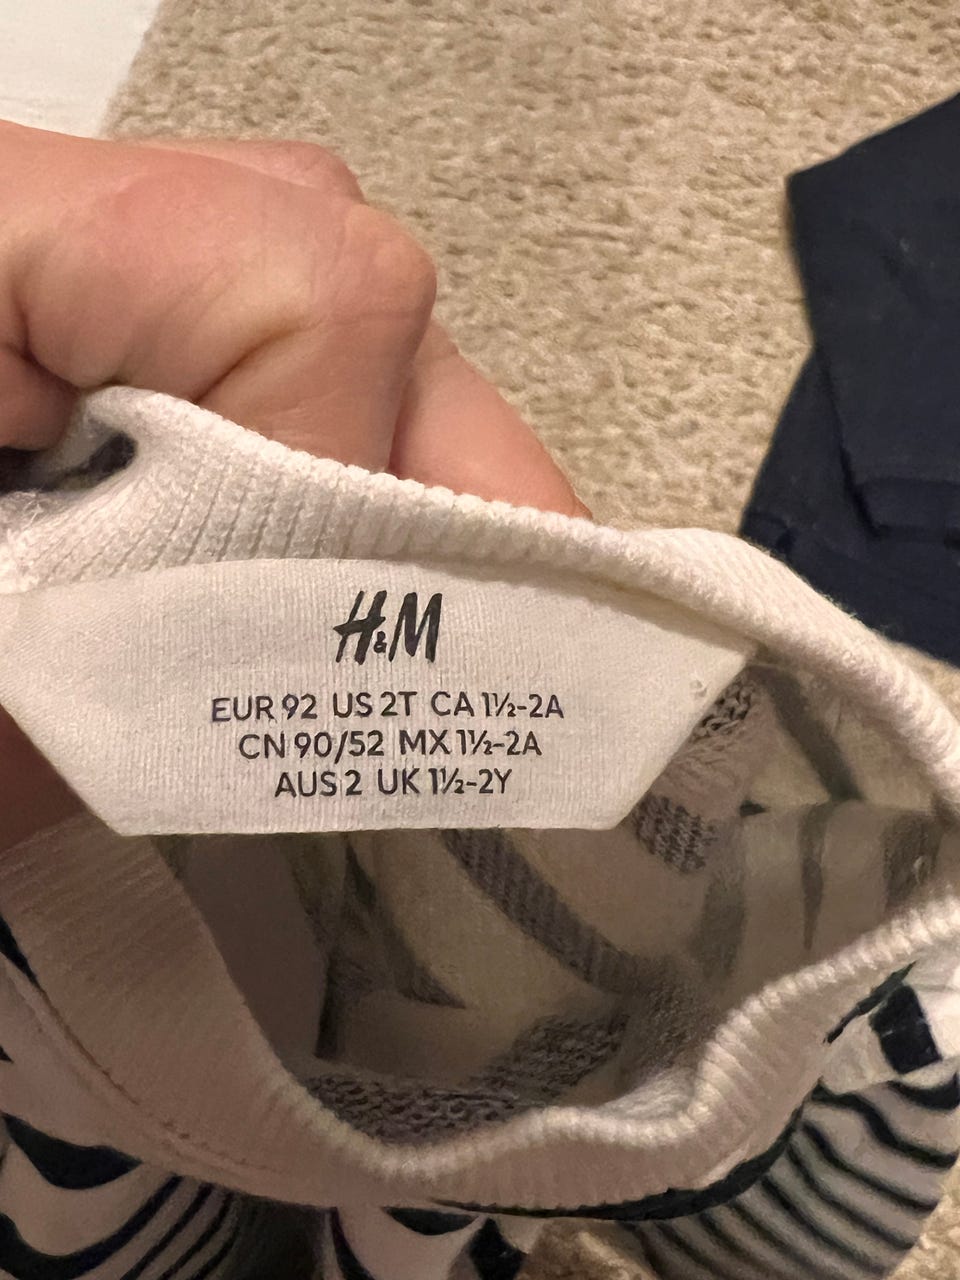 H&M
EUR 92 US 2T CA 1½-2A
CN 90/52 MX 1½-2A
AUS 2 UK 1½-2Y